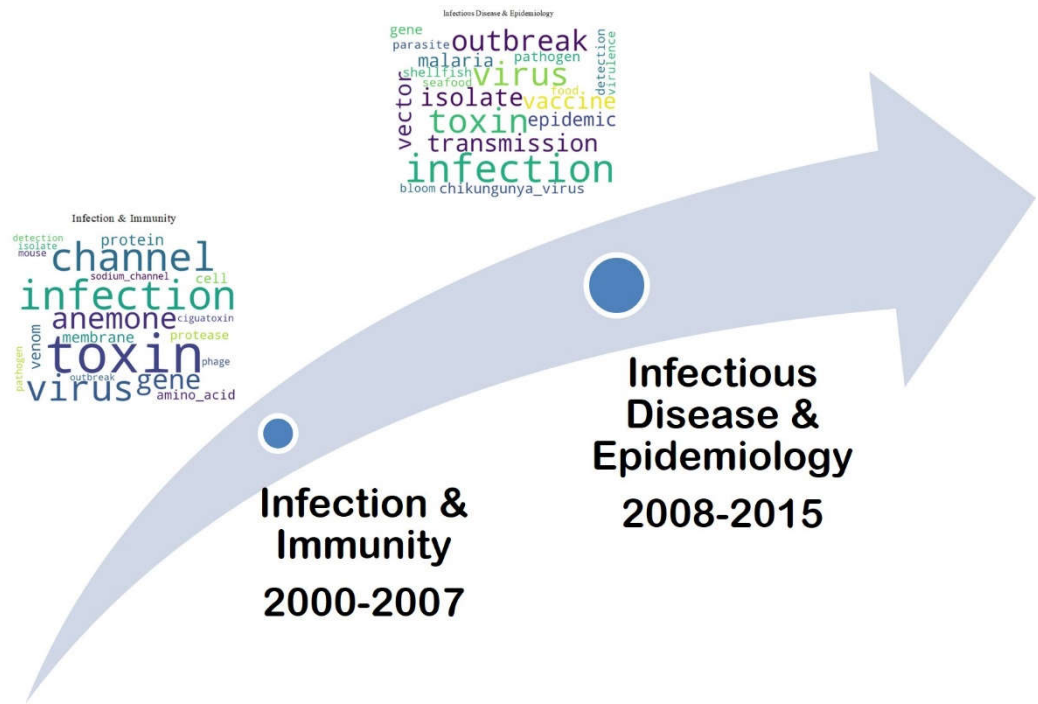 Infectious Disease & Epidemiology
gene
outbreak
parasite
malaria
pathogen
detection
virulence
shellfish
virus
seafood
food
vector
isolate
vaccine
toxin
epidemic
transmission
infection
bloom
chikungunya_virus
Infection & Immunity
detection
protein
isolate
mouse
channel
sodium_channel
cell
infection
anemone
ciguatoxin
venom
membrane
protease
pathogen
toxin
phage
outbreak
virus
gene
amino_acid
Infectious
Disease &
Epidemiology
2008-2015
Infection &
Immunity
2000-2007